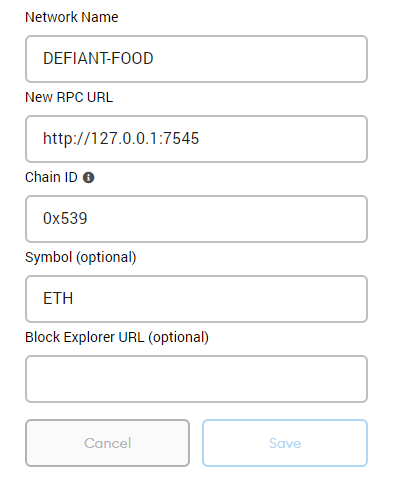 Network Name
DEFIANT-FOOD
New RPC URL
http://127.0.0.1:7545
Chain ID
0x539
Symbol (optional)
ETH
Block Explorer URL (optional)
Cancel Save